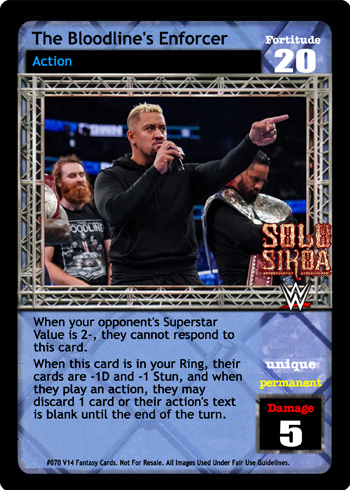 The Bloodline's Enforcer
Fortitude
20
Action
BLOODLINE
SOLO
SIKOA
W
When your opponent's Superstar
Value is 2-, they cannot respond to
this card.
When this card is in your Ring, their
cards are -1D and -1 Stun, and when
they play an action, they may
discard 1 card or their action's text
is blank until the end of the turn.
unique
permanent
Damage
5
#070 V14 Fantasy Cards. Not For Resale. All Images Used Under Fair Use Guidelines.